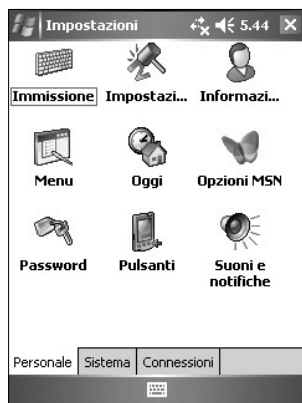 Impostazioni 5.44
Immissione Impostazi... Informazi...
Menu Oggi Opzioni MSN
Password Pulsanti Suoni e
notifiche
Personale Sistema Connessioni